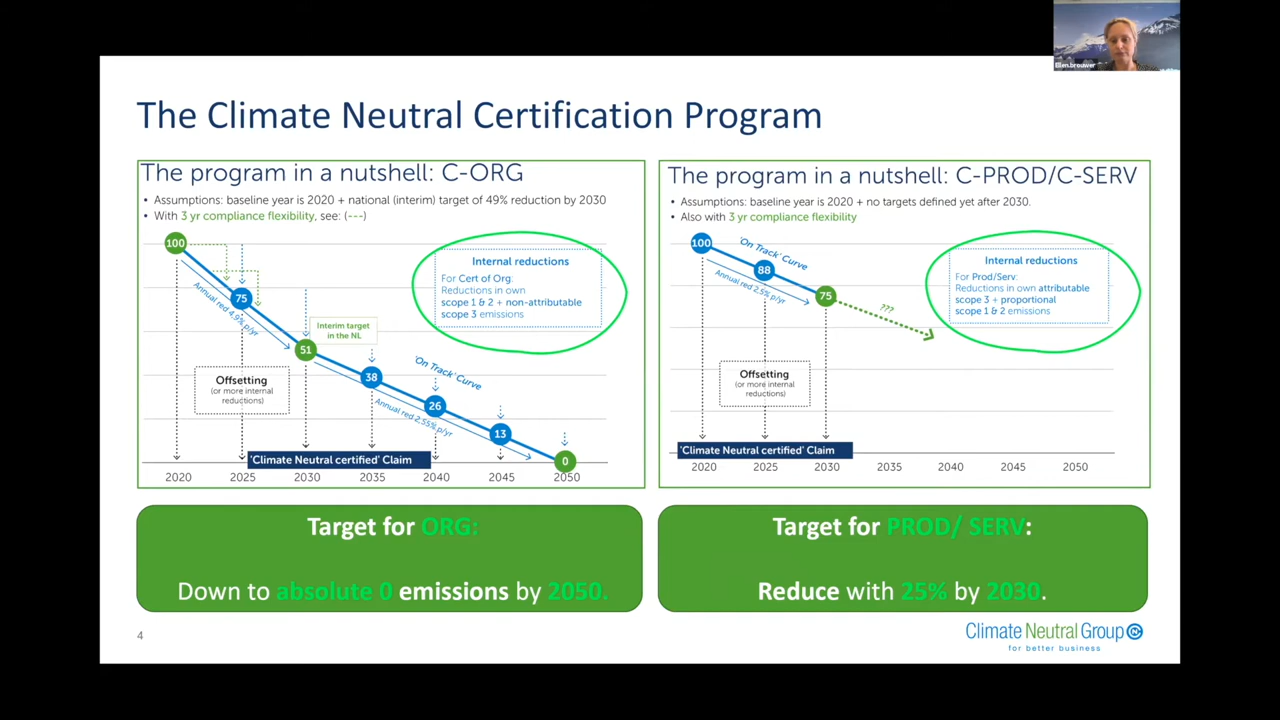 Ellen.brouwer
The Climate Neutral Certification Program
The program in a nutshell: C-ORG
• Assumptions: baseline year is 2020 + national (interim) target of 49% reduction by 2030
• With 3 yr compliance flexibility, see: (---)
100
75
51
38
26
13
0
Annual red 4.9% p/yr
Annual red 2.55% p/yr
'On Track' Curve
Interim target
in the NL
Internal reductions
For Cert of Org:
Reductions in own
scope 1 & 2 + non-attributable
scope 3 emissions
Offsetting
(or more internal
reductions)
'Climate Neutral certified' Claim
2020 2025 2030 2035 2040 2045 2050
The program in a nutshell: C-PROD/C-SERV
• Assumptions: baseline year is 2020 + no targets defined yet after 2030.
• Also with 3 yr compliance flexibility
100
88
75
'On Track' Curve
Annual red 2.5% p/yr
???
Internal reductions
For Prod/Serv:
Reductions in own attributable
scope 3 + proportional
scope 1 & 2 emissions
Offsetting
(or more internal
reductions)
'Climate Neutral certified' Claim
2020 2025 2030 2035 2040 2045 2050
Target for ORG:
Down to absolute 0 emissions by 2050.
Target for PROD/ SERV:
Reduce with 25% by 2030.
4
Climate Neutral Group
for better business